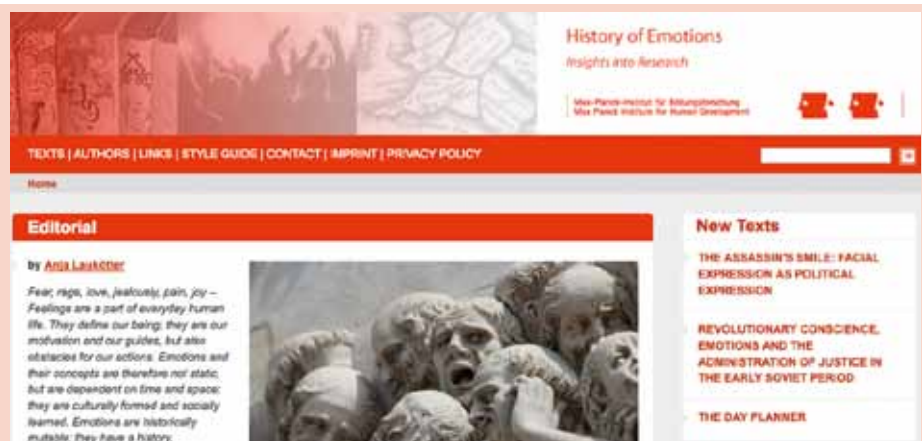 History of Emotions
Insights into Research
Max-Planck-Institut für Bildungsforschung
Max Planck Institute for Human Development
TEXTS | AUTHORS | LINKS | STYLE GUIDE | CONTACT | IMPRINT | PRIVACY POLICY
Home
Editorial
by Anja Laukötter
Fear, rage, love, jealously, pain, joy –
Feelings are a part of everyday human
life. They define our being: they are our
motivation and our guides, but also
obstacles for our actions. Emotions and
their concepts are therefore not static,
but are dependent on time and space:
they are culturally formed and socially
learned. Emotions are historically
mutable: they have a history.
New Texts
THE ASSASSIN'S SMILE: FACIAL
EXPRESSION AS POLITICAL
EXPRESSION
REVOLUTIONARY CONSCIENCE,
EMOTIONS AND THE
ADMINISTRATION OF JUSTICE IN
THE EARLY SOVIET PERIOD
THE DAY PLANNER